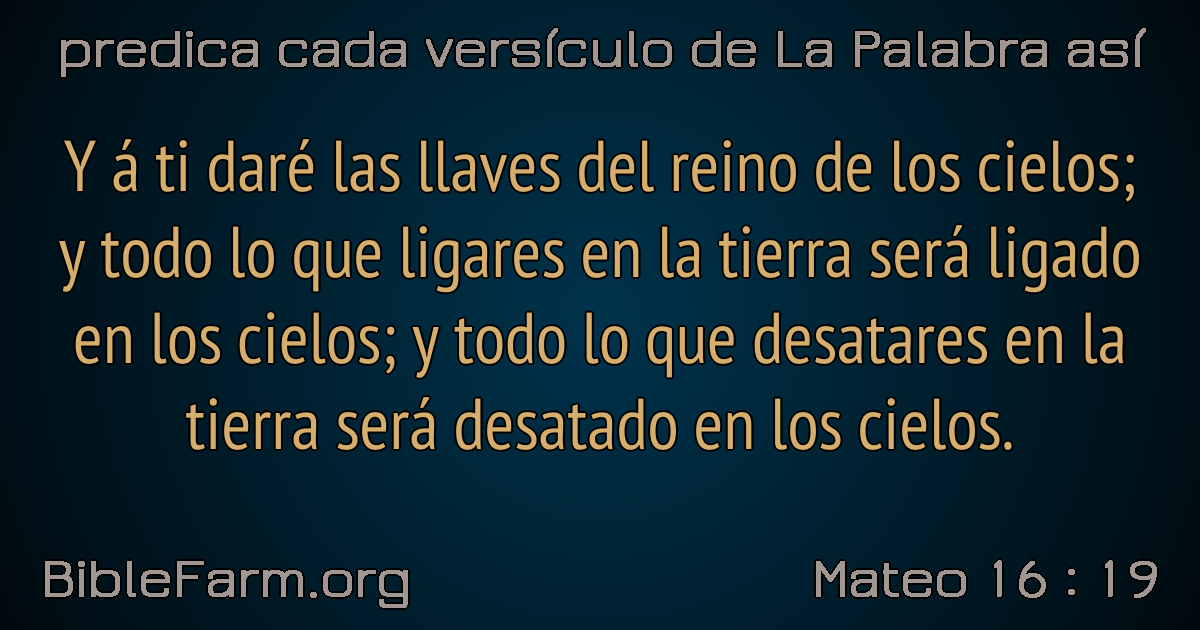 predica cada versículo de La Palabra así
Y á ti daré las llaves del reino de los cielos;
y todo lo que ligares en la tierra será ligado
en los cielos; y todo lo que desatares en la
tierra será desatado en los cielos.
BibleFarm.org
Mateo 16 : 19